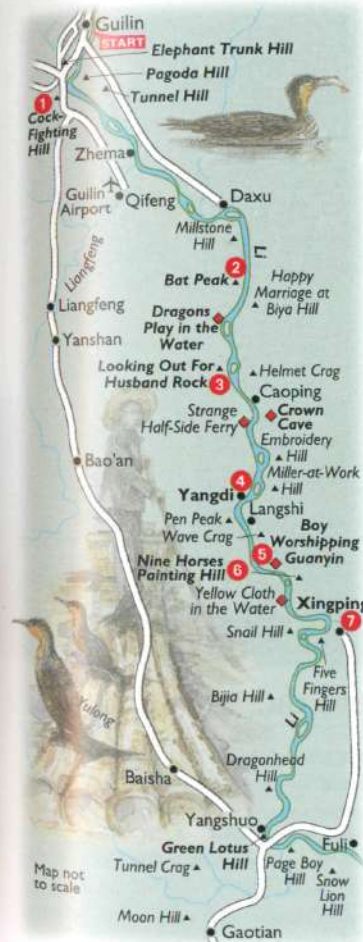 Guilin
START
Elephant Trunk Hill
Pagoda Hill
Tunnel Hill
1
Cock-
Fighting
Hill
Zhema
Guilin
Airport
Qifeng
Daxu
Millstone
Hill
Li
Liangfeng
2
Bat Peak
Happy
Marriage at
Biya Hill
Liangfeng
Dragons
Play in the
Water
Yanshan
Looking Out For
Husband Rock
3
Helmet Crag
Caoping
Strange
Half-Side Ferry
Crown
Cave
Embroidery
Hill
Bao'an
Miller-at-Work
Hill
4
Yangdi
Langshi
Pen Peak
Wave Crag
Boy
Worshipping
Guanyin
5
Nine Horses
Painting Hill
6
Yellow Cloth
in the Water
Xingping
7
Snail Hill
Five
Fingers
Hill
Yulong
Bijia Hill
Li
Baisha
Dragonhead
Hill
Yangshuo
Green Lotus
Hill
Fuli
Page Boy
Hill
Snow
Lion
Hill
Map not
to scale
Tunnel Crag
Moon Hill
Gaotian